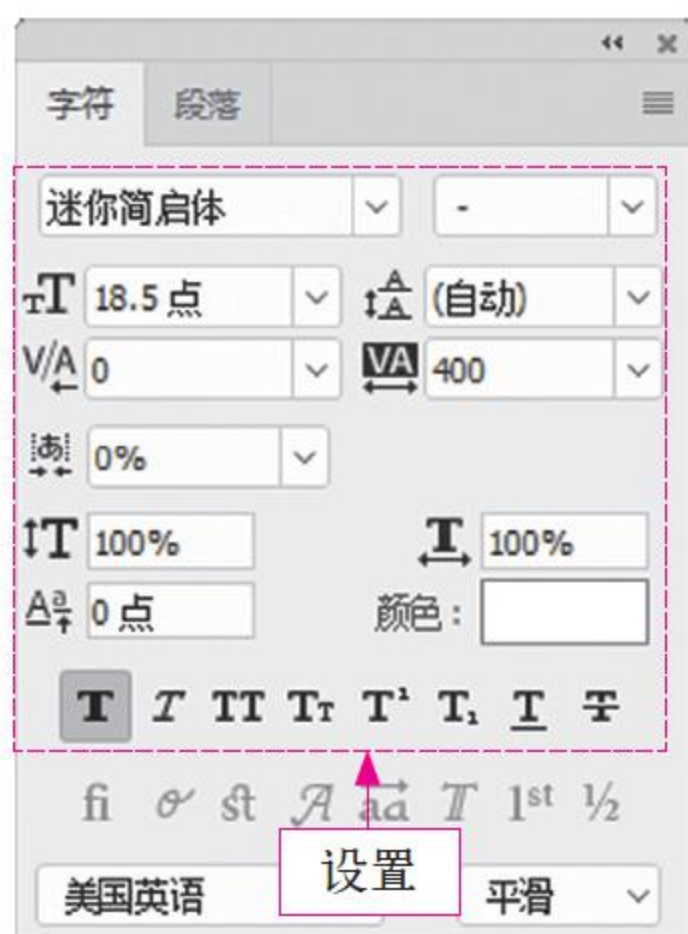 字符 段落
迷你简启体 -
18.5 点 (自动)
0 400
0%
100% 100%
0 点 颜色：
T T TT Tт T¹ T₁ T T
fi st A aa T 1st ½
设置
美国英语 平滑